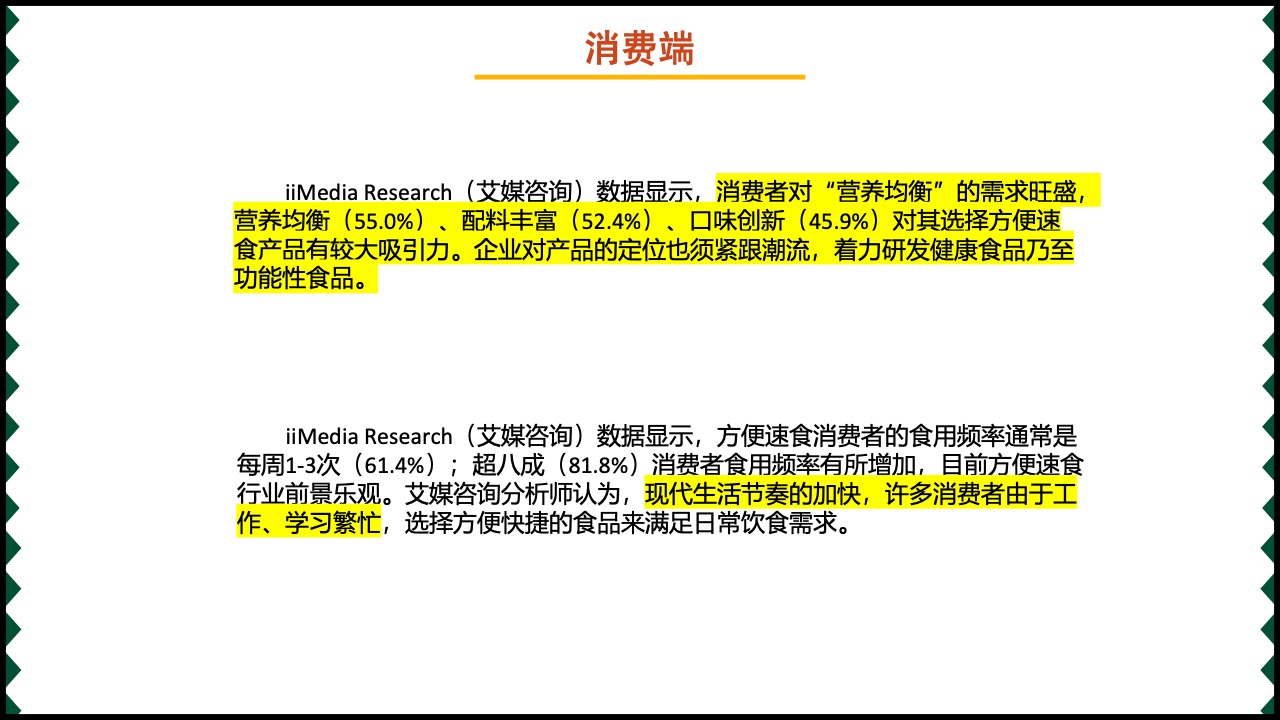 消费端
iiMedia Research（艾媒咨询）数据显示，消费者对“营养均衡”的需求旺盛，
营养均衡（55.0%）、配料丰富（52.4%）、口味创新（45.9%）对其选择方便速
食产品有较大吸引力。企业对产品的定位也须紧跟潮流，着力研发健康食品乃至
功能性食品。
iiMedia Research（艾媒咨询）数据显示，方便速食消费者的食用频率通常是
每周1-3次（61.4%）；超八成（81.8%）消费者食用频率有所增加，目前方便速食
行业前景乐观。艾媒咨询分析师认为，现代生活节奏的加快，许多消费者由于工
作、学习繁忙，选择方便快捷的食品来满足日常饮食需求。